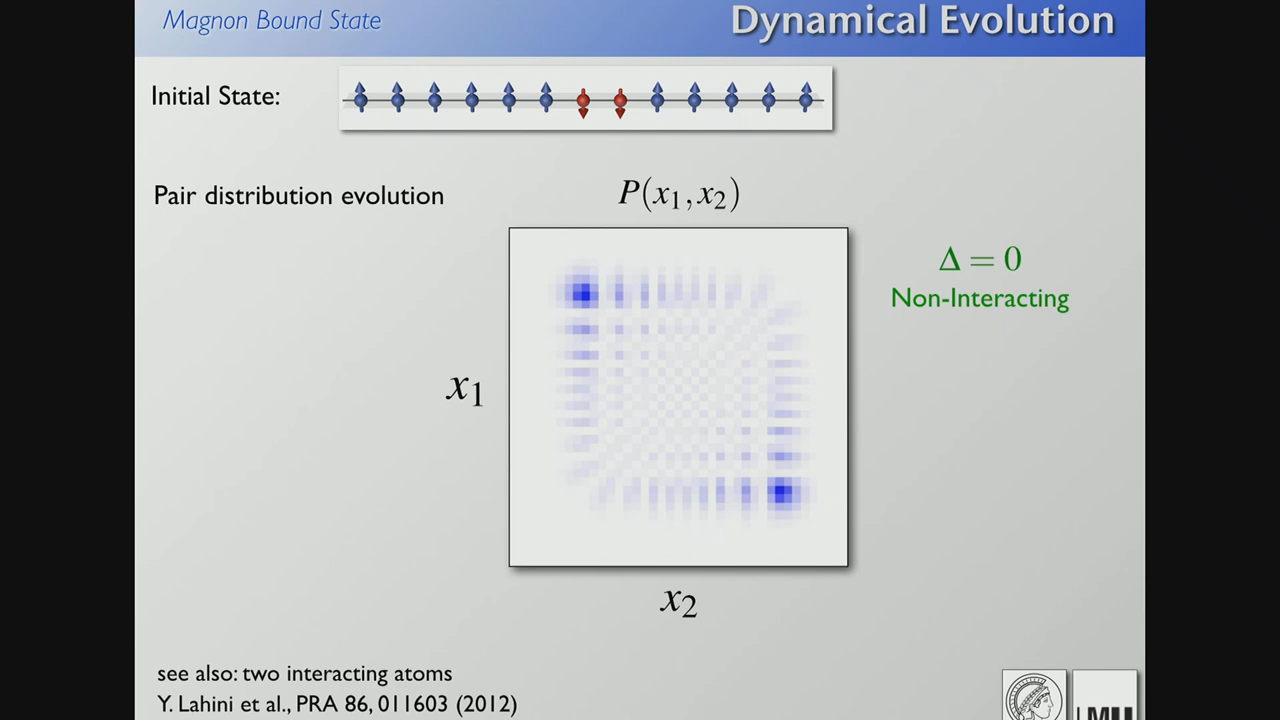 Magnon Bound State
Dynamical Evolution
Initial State:
Pair distribution evolution
P(x₁, x₂)
Δ = 0
Non-Interacting
x₁
x₂
see also: two interacting atoms
Y. Lahini et al., PRA 86, 011603 (2012)
LMU